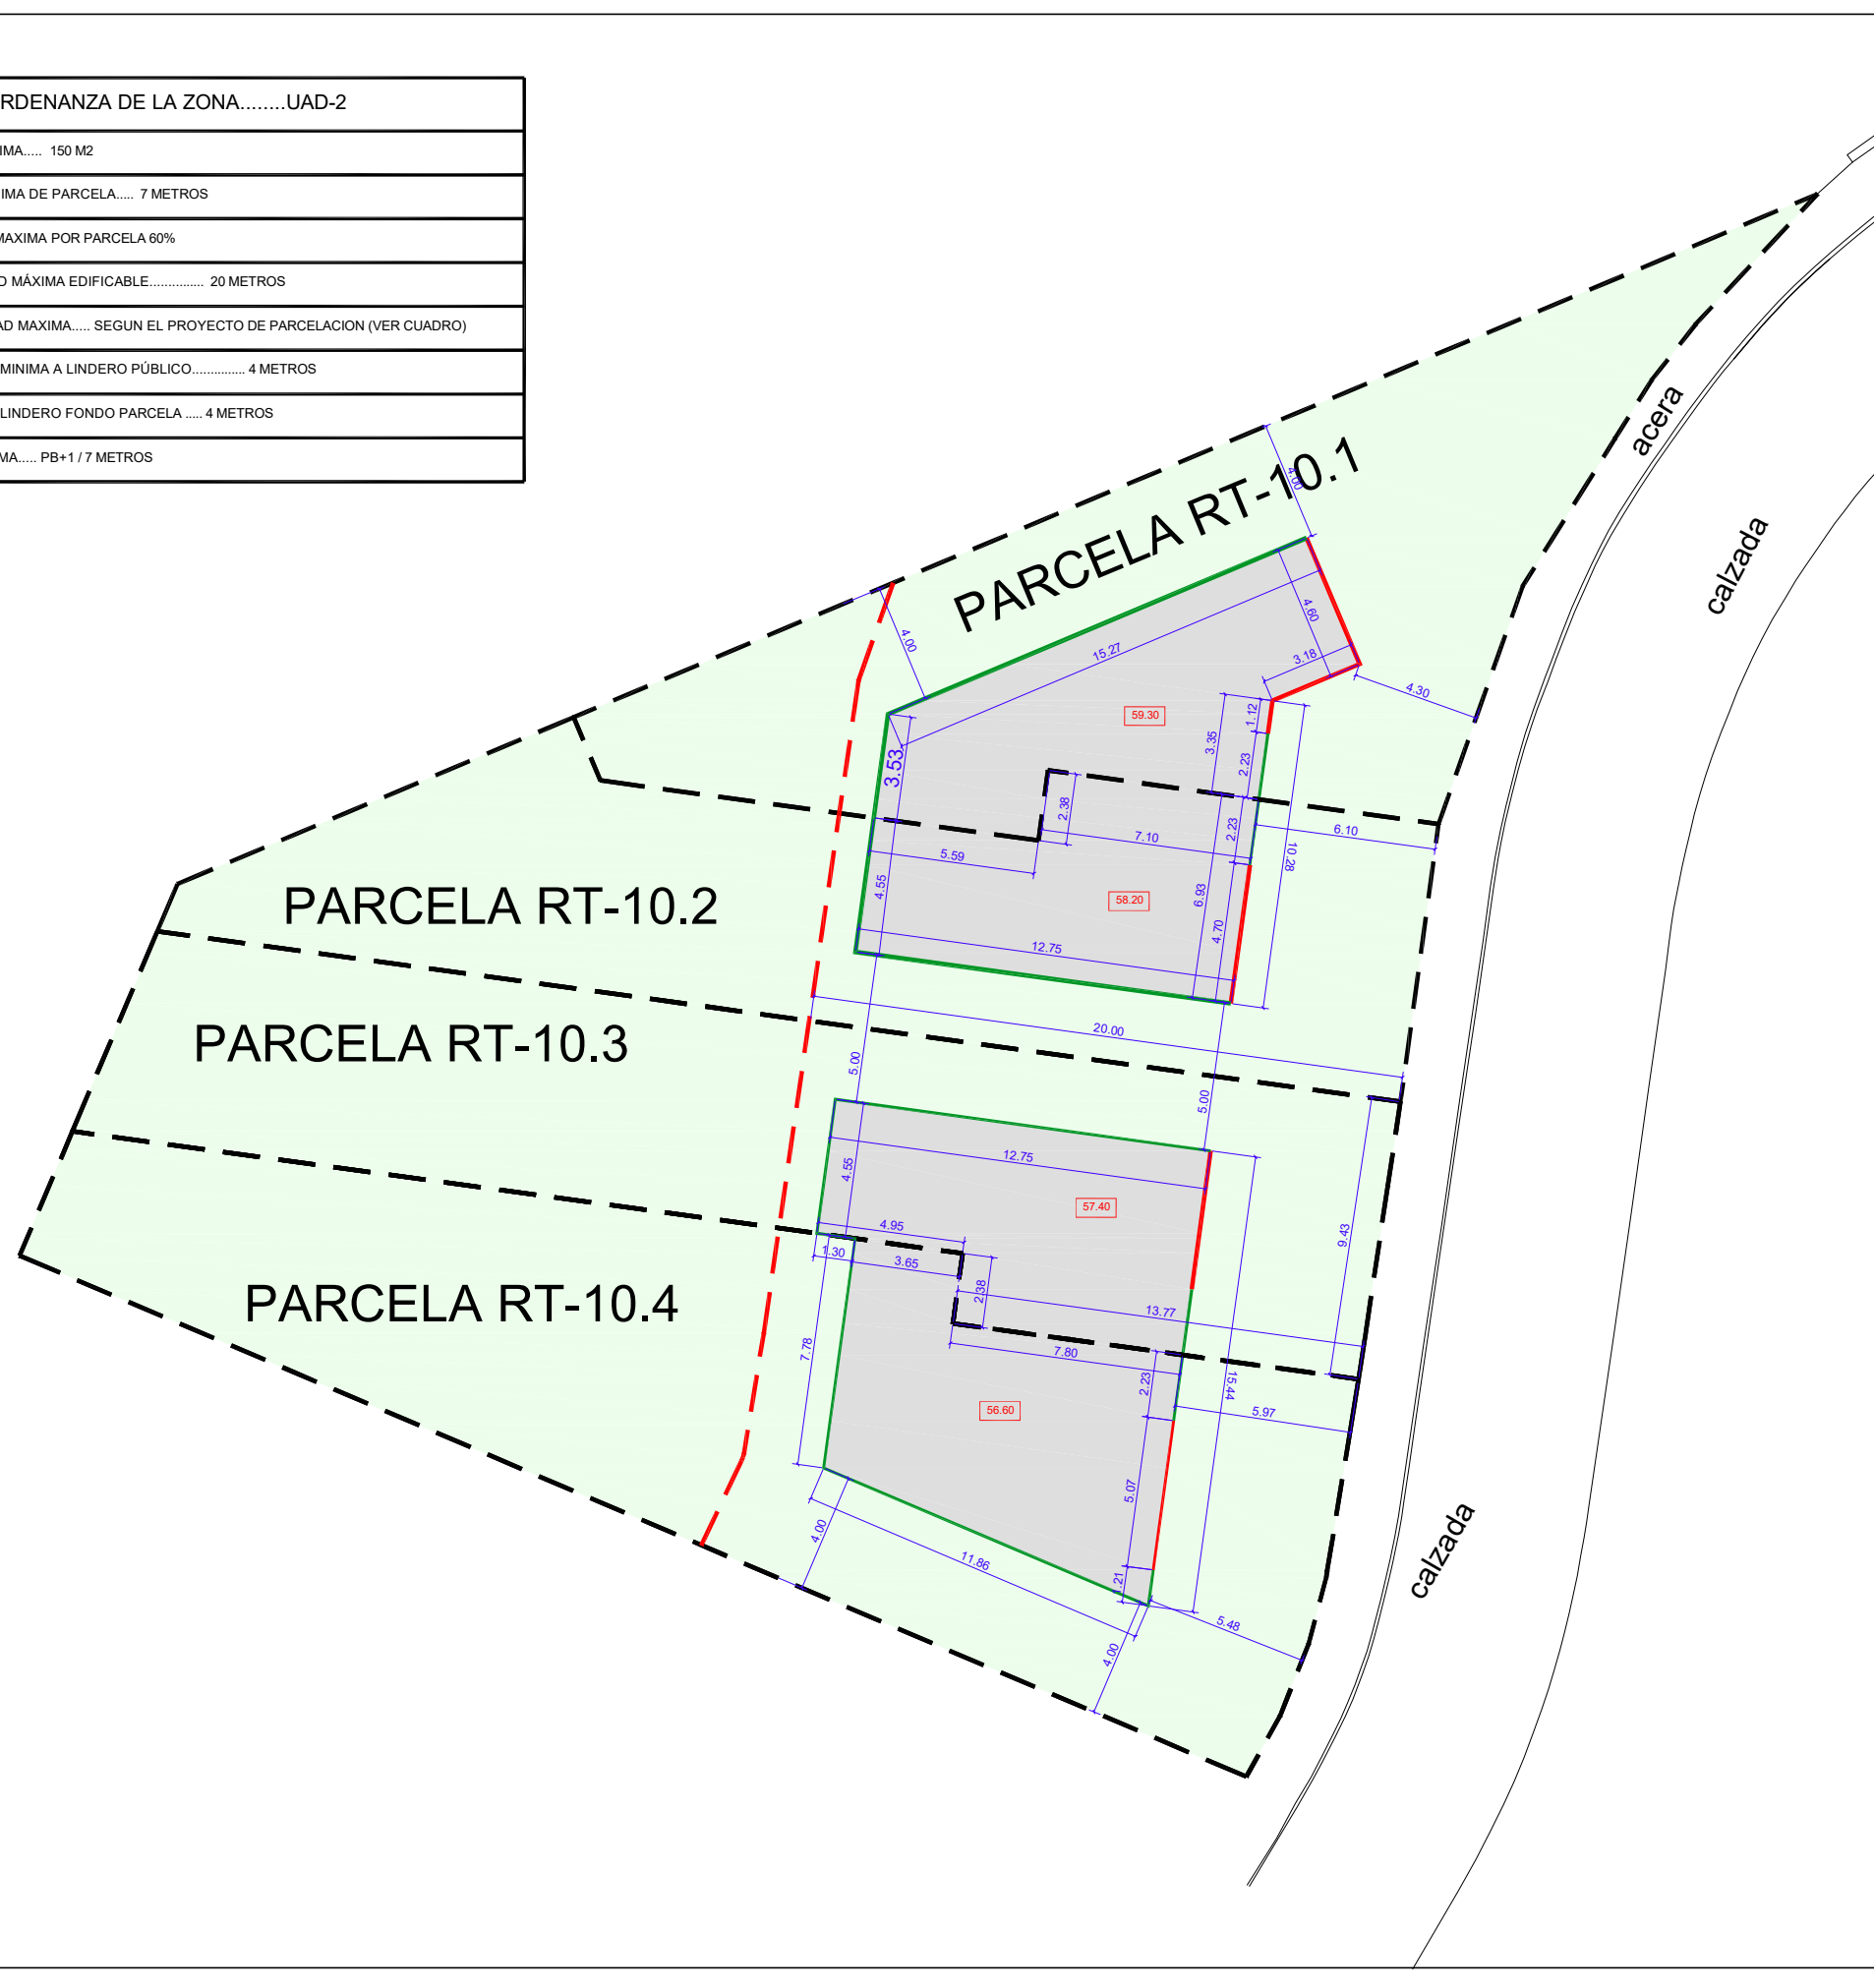 RDENANZA DE LA ZONA........UAD-2
IMA..... 150 M2
IMA DE PARCELA..... 7 METROS
MAXIMA POR PARCELA 60%
D MÁXIMA EDIFICABLE.............. 20 METROS
AD MAXIMA..... SEGUN EL PROYECTO DE PARCELACION (VER CUADRO)
MINIMA A LINDERO PÚBLICO.............. 4 METROS
LINDERO FONDO PARCELA ..... 4 METROS
MA..... PB+1 / 7 METROS
acera
calzada
PARCELA RT-10.1
4.00
4.00
15.27
4.60
3.18
4.30
59.30
1.12
3.35
2.23
3.53
2.38
7.10
2.23
6.10
10.28
5.59
4.55
6.93
58.20
4.70
12.75
PARCELA RT-10.2
20.00
PARCELA RT-10.3
5.00
5.00
12.75
4.55
57.40
9.43
4.95
1.30
3.65
2.38
13.77
PARCELA RT-10.4
7.78
7.80
2.23
15.44
5.97
56.60
5.07
4.00
11.86
1.21
5.48
4.00
calzada